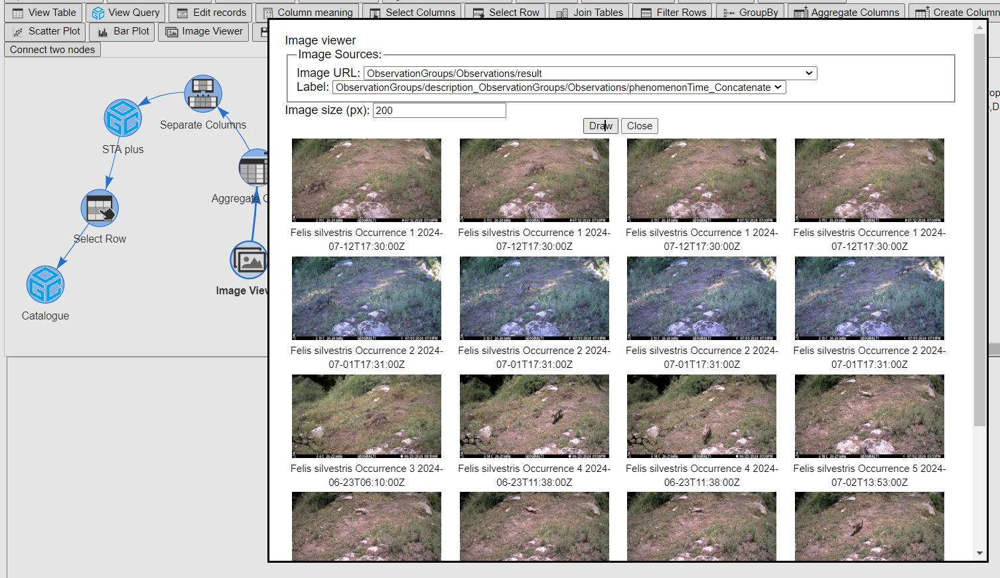 View Table
View Query
Edit records
Column meaning
Select Columns
Select Row
Join Tables
Filter Rows
GroupBy
Aggregate Columns
Create Column
Scatter Plot
Bar Plot
Image Viewer
Connect two nodes
Separate Columns
STA plus
Aggregate C
Select Row
Image View
Catalogue
Image viewer
Image Sources:
Image URL: ObservationGroups/Observations/result
Label: ObservationGroups/description_ObservationGroups/Observations/phenomenonTime_Concatenate
Image size (px): 200
Draw Close
Felis silvestris Occurrence 1 2024-
07-12T17:30:00Z
Felis silvestris Occurrence 1 2024-
07-12T17:30:00Z
Felis silvestris Occurrence 1 2024-
07-12T17:30:00Z
Felis silvestris Occurrence 1 2024-
07-12T17:30:00Z
Felis silvestris Occurrence 2 2024-
07-01T17:31:00Z
Felis silvestris Occurrence 2 2024-
07-01T17:31:00Z
Felis silvestris Occurrence 2 2024-
07-01T17:31:00Z
Felis silvestris Occurrence 2 2024-
07-01T17:31:00Z
Felis silvestris Occurrence 3 2024-
06-23T06:10:00Z
Felis silvestris Occurrence 4 2024-
06-23T11:38:00Z
Felis silvestris Occurrence 4 2024-
06-23T11:38:00Z
Felis silvestris Occurrence 5 2024-
07-02T13:53:00Z